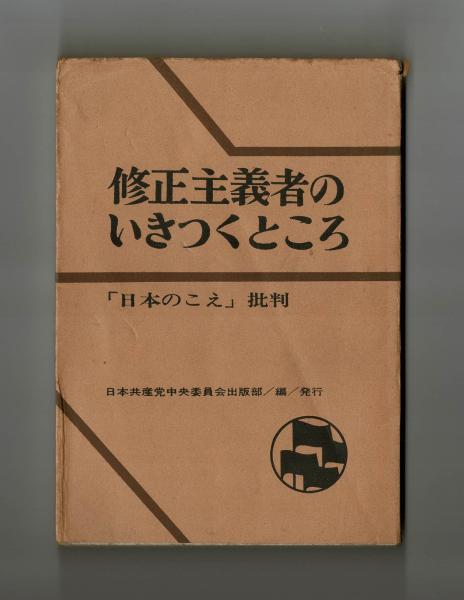 修正主義者の
いきつくところ
「日本のこえ」批判
日本共産党中央委員会出版部／編／発行